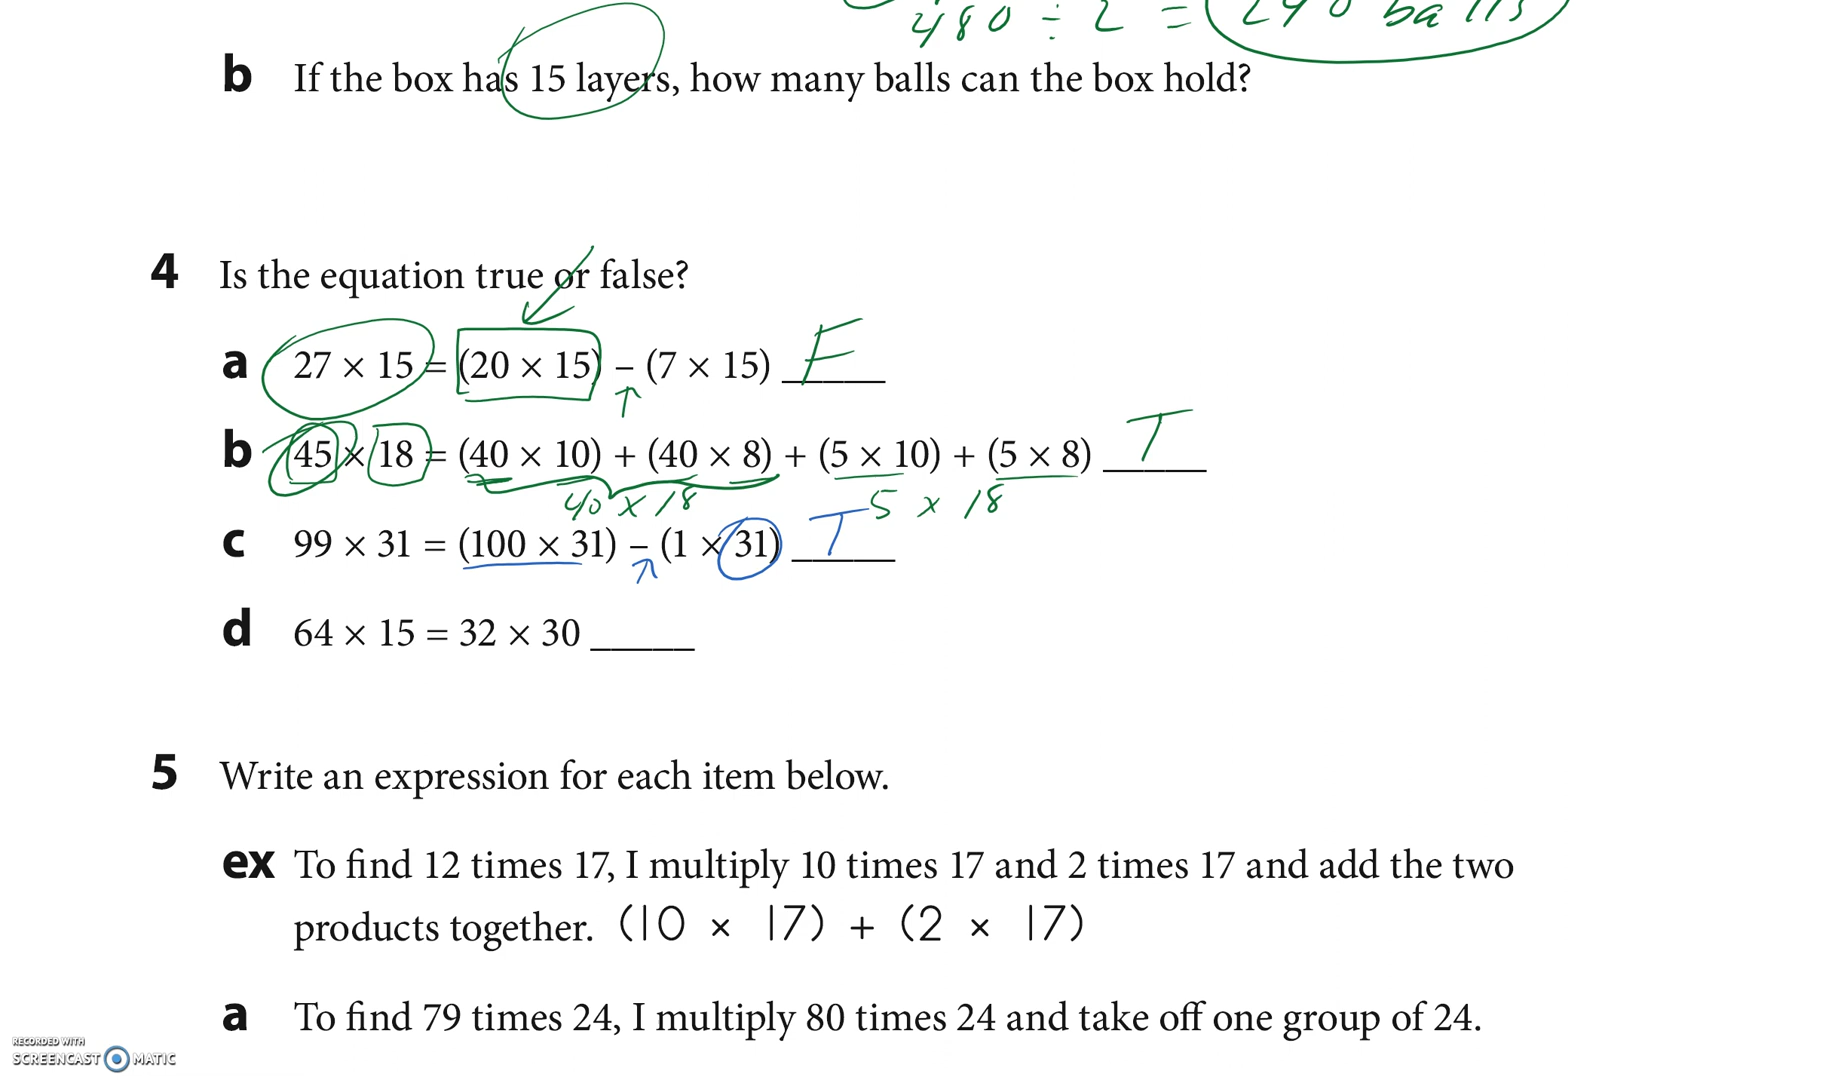 480 ÷ 2 = 240 balls
b If the box has 15 layers, how many balls can the box hold?
4 Is the equation true or false?
a 27 × 15 = (20 × 15) – (7 × 15) F
b 45 × 18 = (40 × 10) + (40 × 8) + (5 × 10) + (5 × 8) T
40 × 18 5 × 18
c 99 × 31 = (100 × 31) – (1 × 31) T
d 64 × 15 = 32 × 30 _____
5 Write an expression for each item below.
ex To find 12 times 17, I multiply 10 times 17 and 2 times 17 and add the two
products together. (10 × 17) + (2 × 17)
a To find 79 times 24, I multiply 80 times 24 and take off one group of 24.
RECORDED WITH
SCREENCAST MATIC